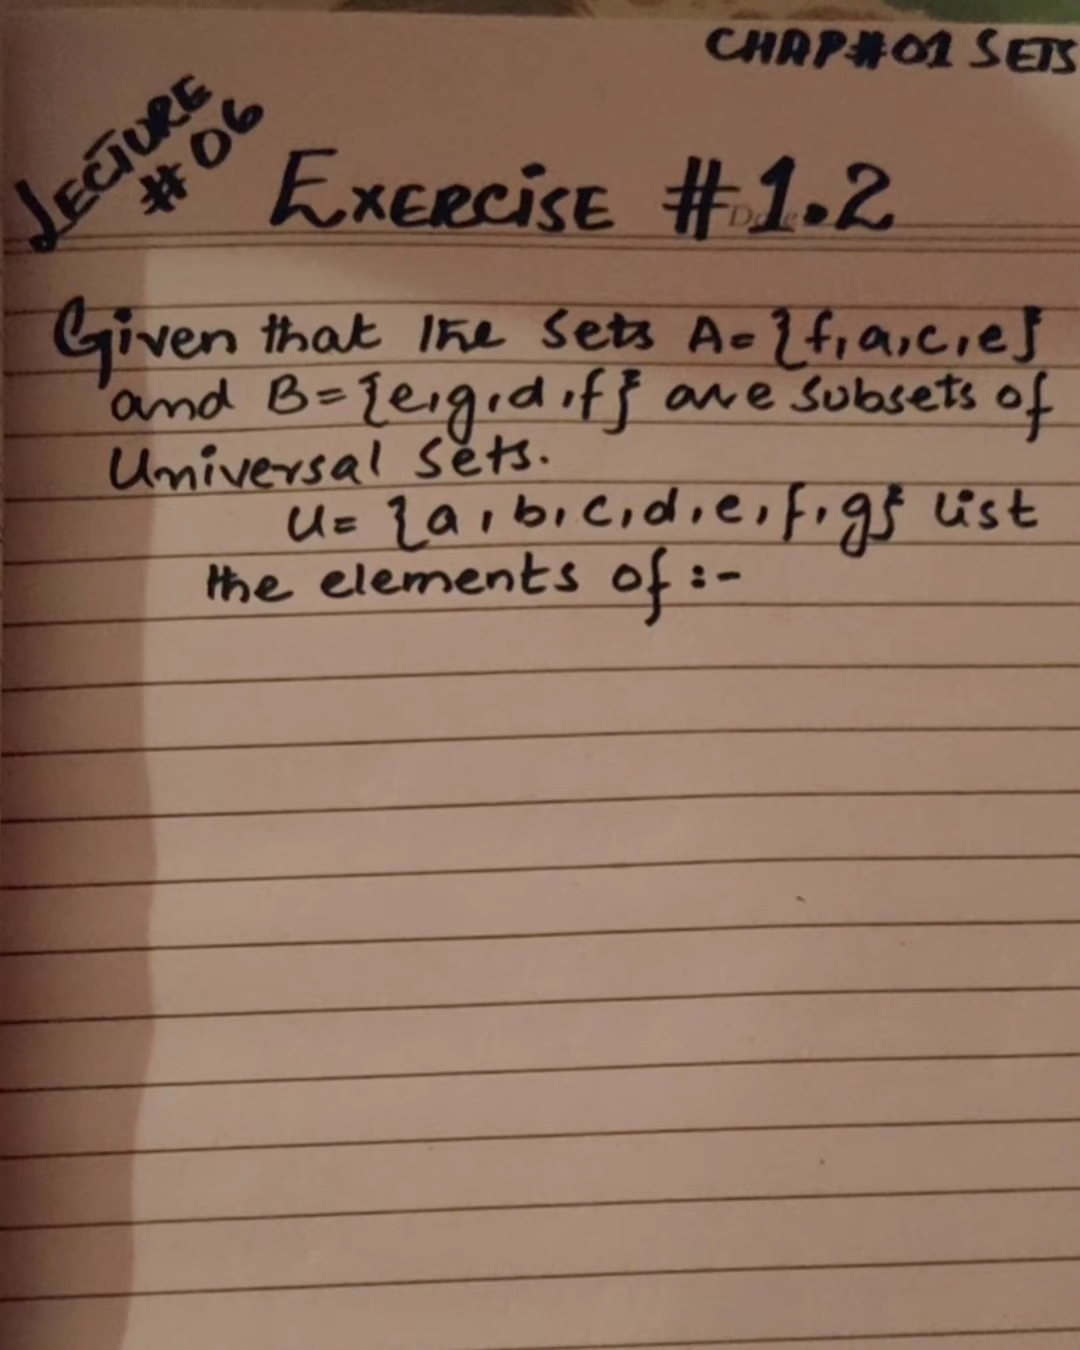 CHAP#01 SETS
LECTURE
#06
EXERCISE #1.2
Given that the Sets A={f,a,c,e}
and B={e,g,d,f} are subsets of
Universal sets.
U= {a,b,c,d,e,f,g} list
the elements of :-